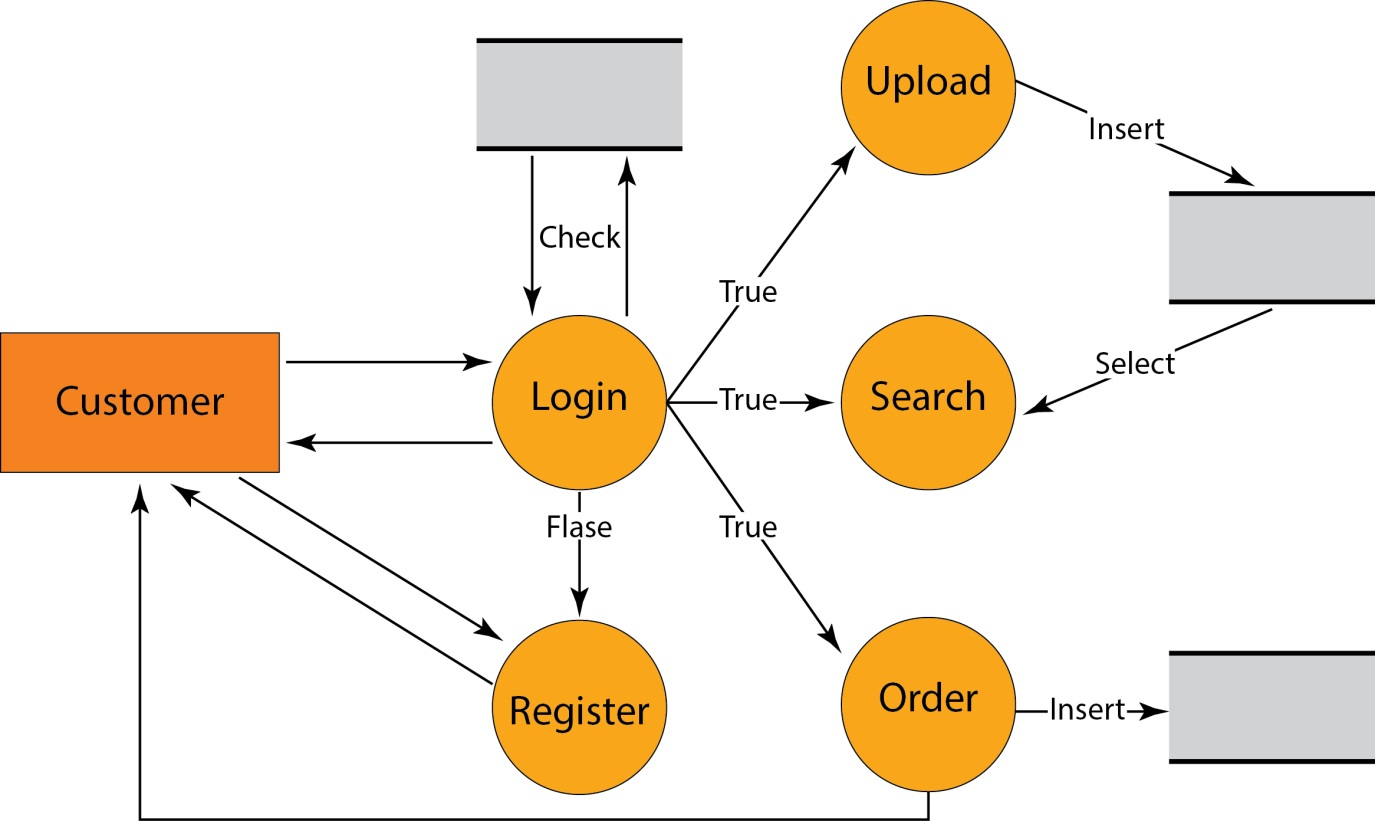 Upload
Insert
Check
True
Select
Customer
Login
True
Search
Flase
True
Register
Order
Insert